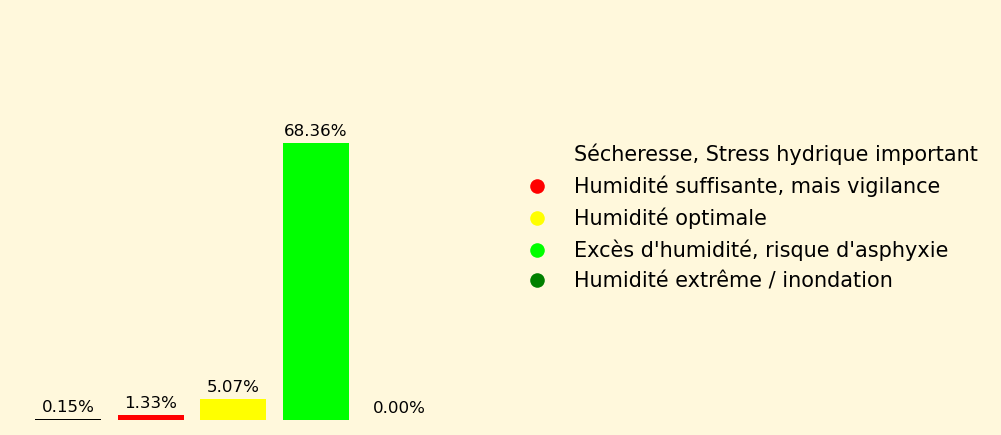 68.36%
5.07%
1.33%
0.15%
0.00%
Sécheresse, Stress hydrique important
Humidité suffisante, mais vigilance
Humidité optimale
Excès d'humidité, risque d'asphyxie
Humidité extrême / inondation